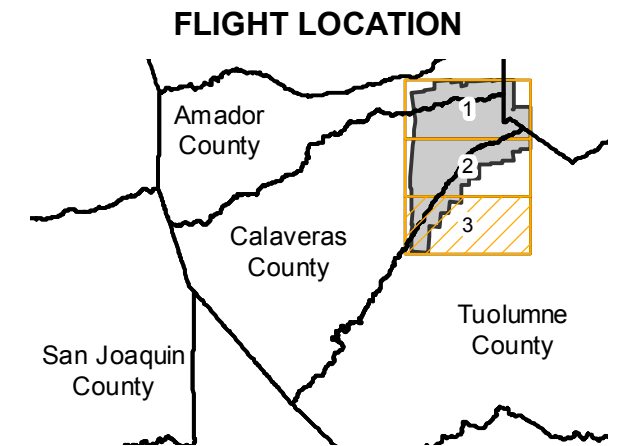 FLIGHT LOCATION
Amador
County
1
2
3
Calaveras
County
Tuolumne
County
San Joaquin
County